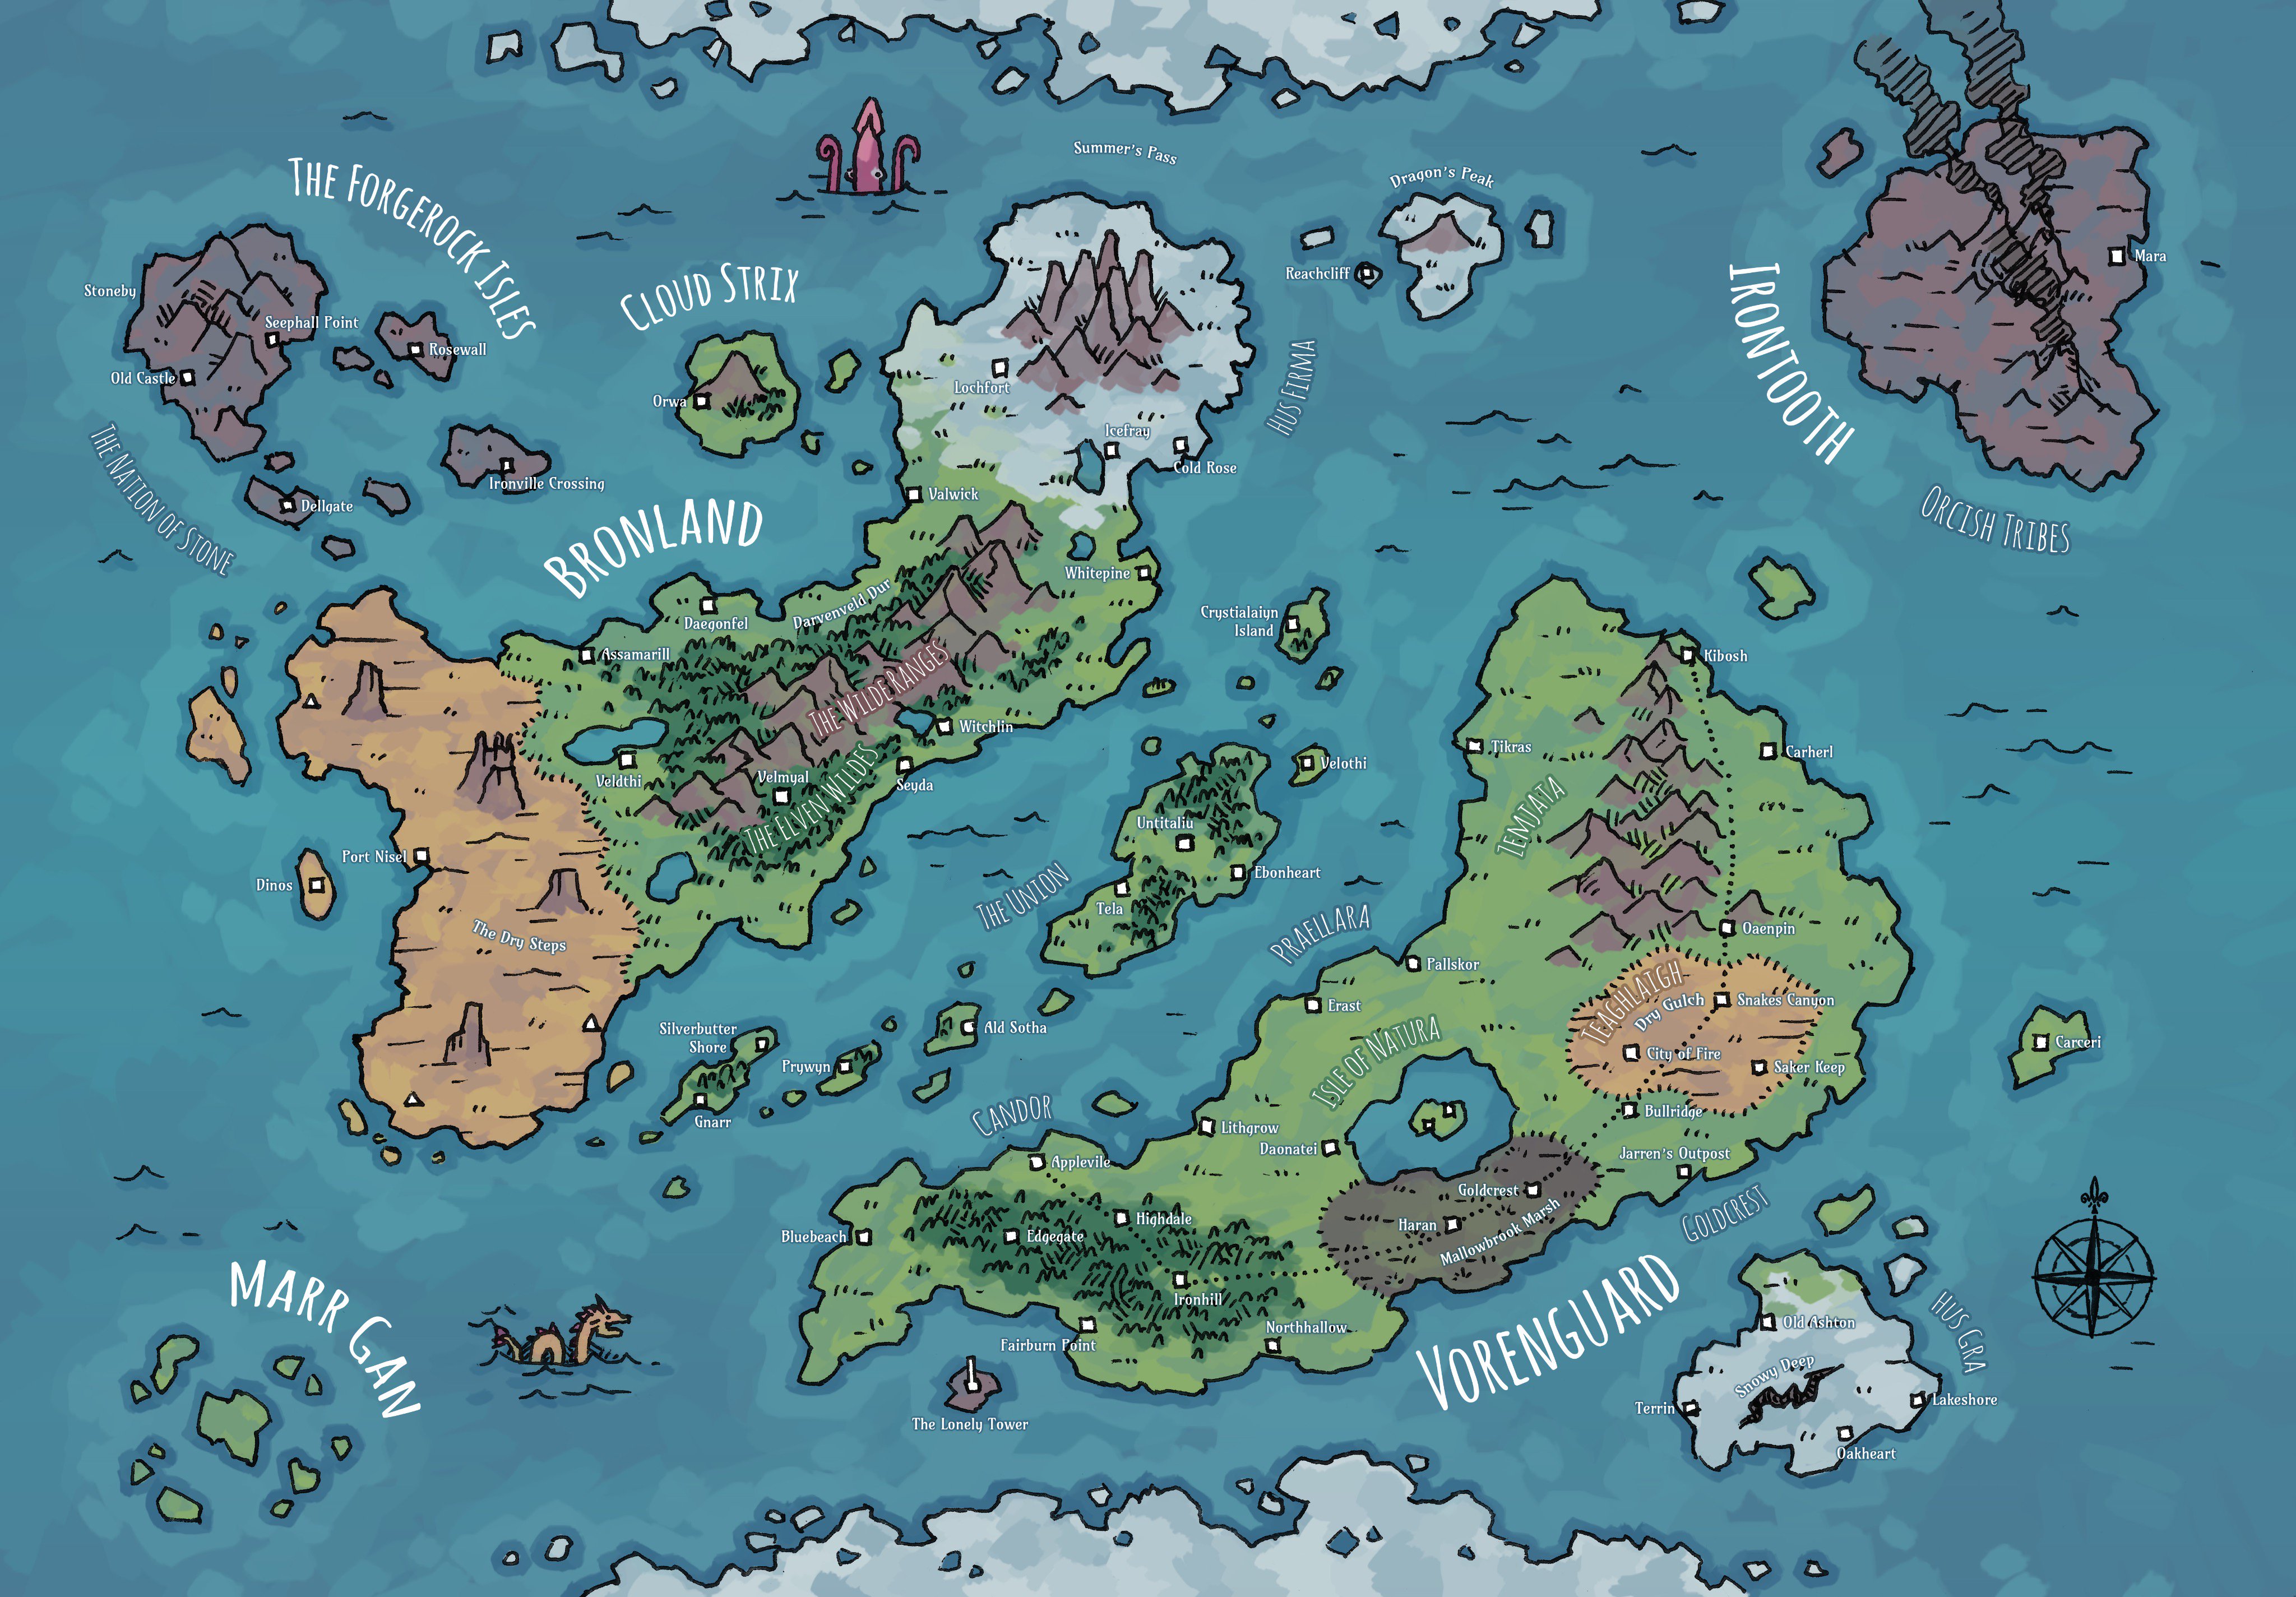 Summer's Pass
The Forgerock Isles
Dragon's Peak
Cloud Strix
Irontooth
Mara
Stoneby
Seephall Point
Rosewall
Old Castle
Reachcliff
Orwa
Lochfort
Hus Firma
Icefray
Cold Rose
Ironville Crossing
Dellgate
The Nation of Stone
Valwick
Bronland
Orcish Tribes
Whitepine
Darvenveld Dur
Daegonfel
Crystialaiyn
Island
Assamarill
Kibosh
The Wilde Ranges
Witchlin
Tikras
Carherl
Velothi
Veldthi
Velmyal
Seyda
The Elven Wildes
Zemjata
Untitaliu
Port Nisel
Dinos
Ebonheart
The Union
Tela
Praellara
Oaenpin
The Dry Steps
Pallskor
Teaghlaigh
Dry Gulch
Snakes Canyon
Erast
Silverbutter
Shore
Ald Sotha
Isle of Natura
City of Fire
Carceri
Prywyn
Saker Keep
Gnarr
Candor
Bullridge
Lithgrow
Daonatei
Jarren's Outpost
Applevile
Goldcrest
Highdale
Haran
Mallowbrook Marsh
Goldcrest
Bluebeach
Edgegate
Ironhill
Marr Gan
Vorenguard
Hus Gra
Old Ashton
Northhallow
Fairburn Point
Snowy Deep
Lakeshore
Terrin
The Lonely Tower
Oakheart